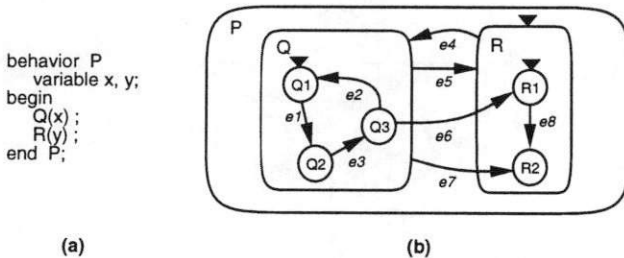 behavior P
variable x, y;
begin
Q(x) ;
R(y) ;
end P;
(a)
P
Q
R
e4
e5
Q1
e2
R1
e1
Q3
e6
e8
Q2
e3
e7
R2
(b)